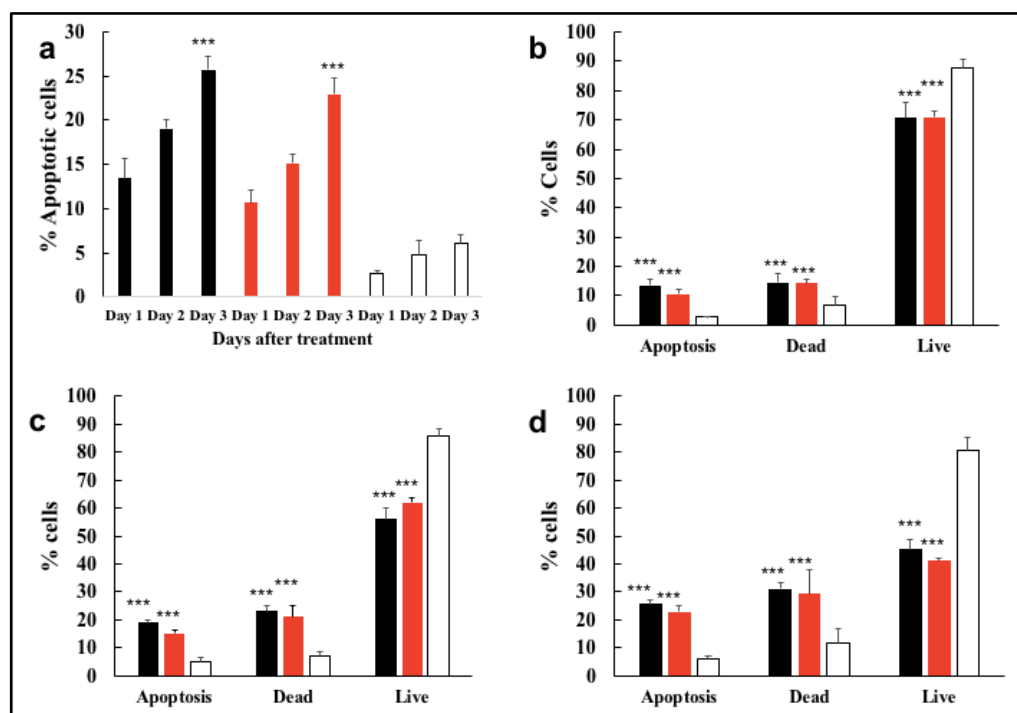 a
% Apoptotic cells
30
25
20
15
10
5
0
*** ***
Day 1 Day 2 Day 3 Day 1 Day 2 Day 3 Day 1 Day 2 Day 3
Days after treatment
b
% Cells
100
90
80
70
60
50
40
30
20
10
0
*** *** *** *** *** ***
Apoptosis Dead Live
c
% cells
100
90
80
70
60
50
40
30
20
10
0
*** *** *** *** *** ***
Apoptosis Dead Live
d
% cells
100
90
80
70
60
50
40
30
20
10
0
*** *** *** *** *** ***
Apoptosis Dead Live